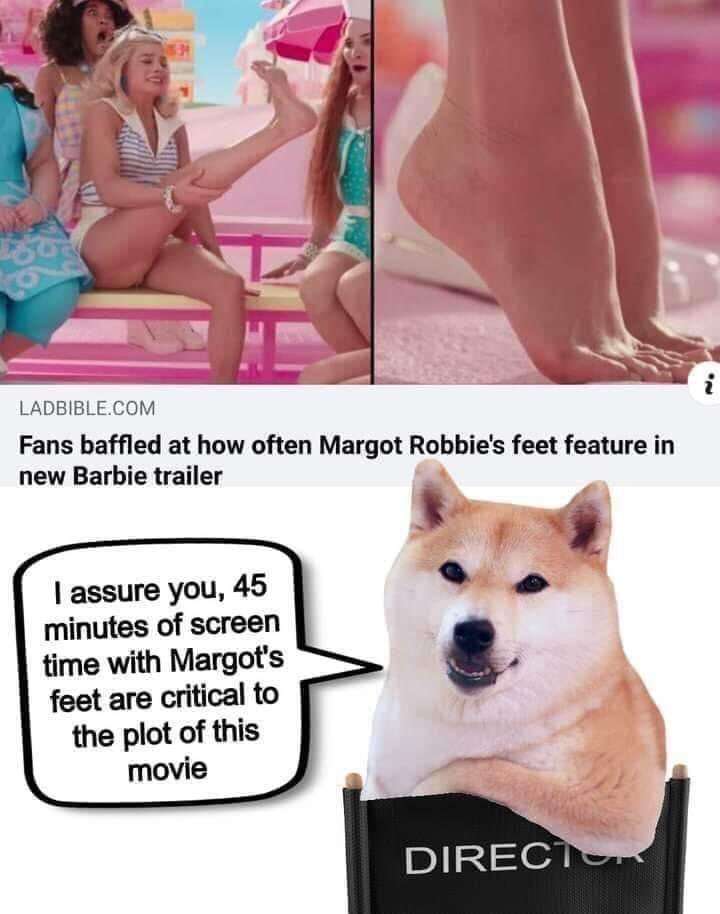 LADBIBLE.COM
Fans baffled at how often Margot Robbie's feet feature in
new Barbie trailer
I assure you, 45
minutes of screen
time with Margot's
feet are critical to
the plot of this
movie
DIRECTOR